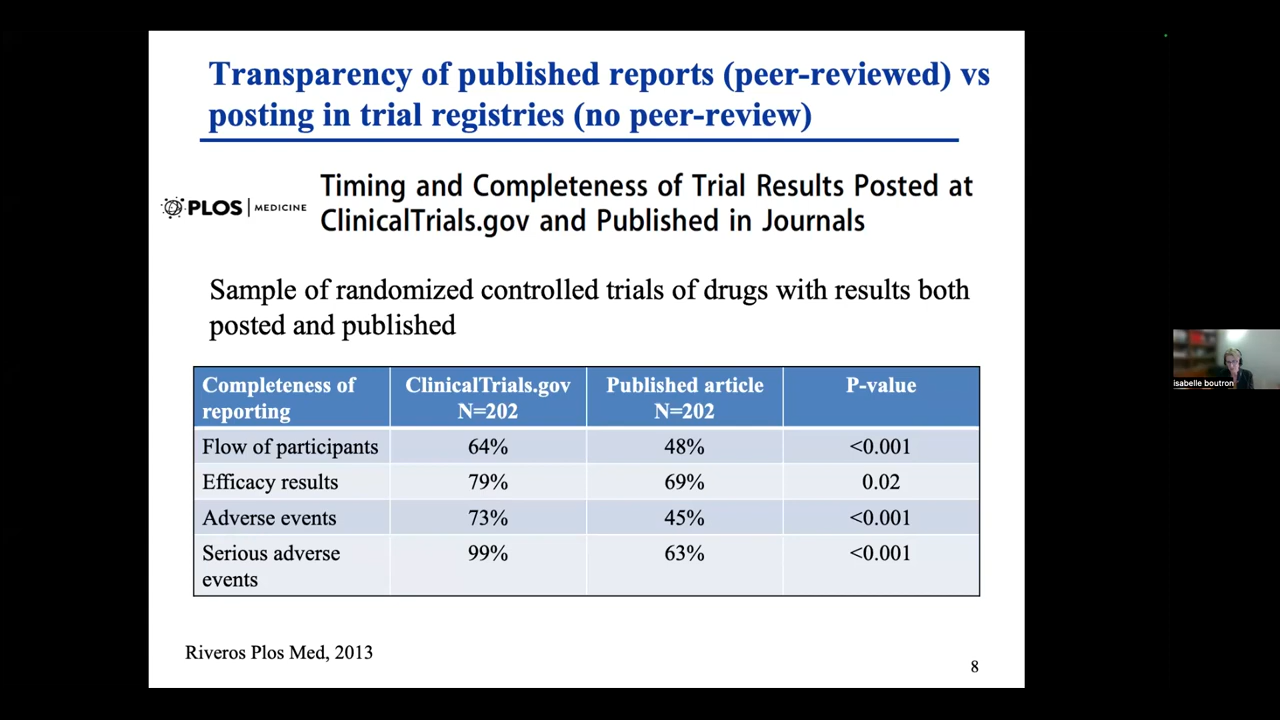 Transparency of published reports (peer-reviewed) vs
posting in trial registries (no peer-review)
PLOS | MEDICINE
Timing and Completeness of Trial Results Posted at
ClinicalTrials.gov and Published in Journals
Sample of randomized controlled trials of drugs with results both
posted and published
Completeness of reporting ClinicalTrials.gov N=202 Published article N=202 P-value
Flow of participants 64% 48% <0.001
Efficacy results 79% 69% 0.02
Adverse events 73% 45% <0.001
Serious adverse events 99% 63% <0.001
Riveros Plos Med, 2013
8
isabelle boutron